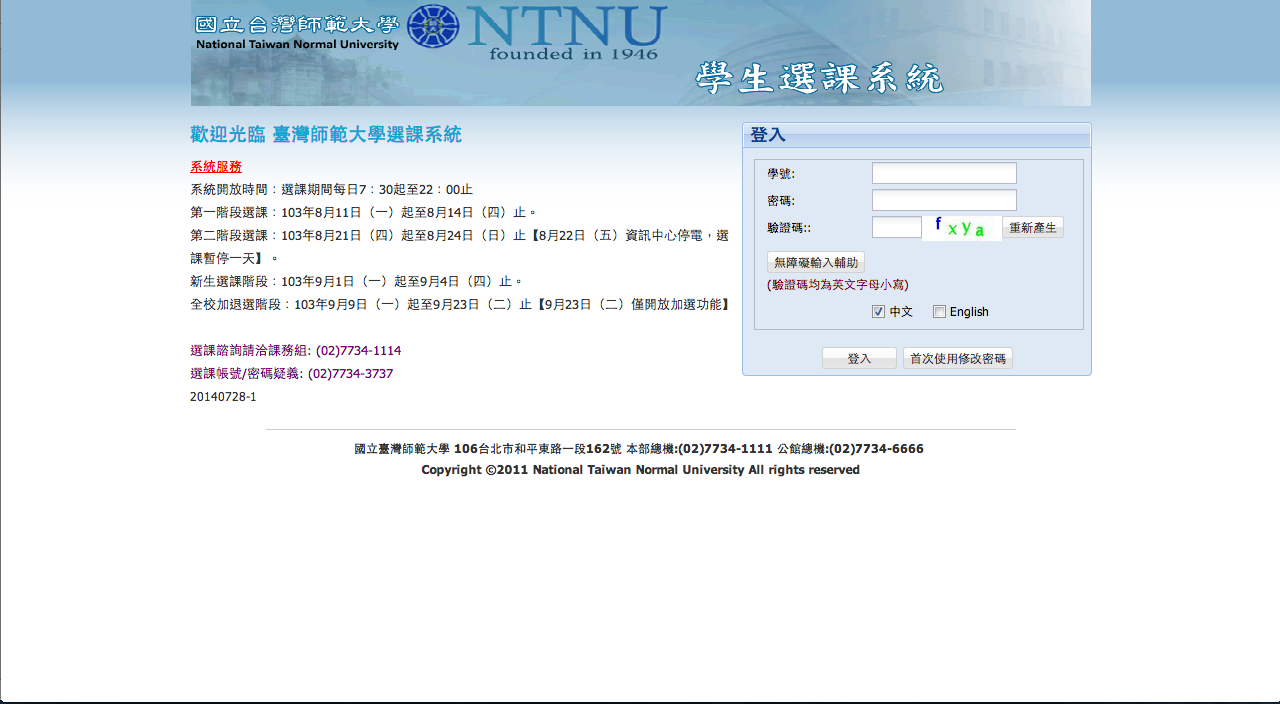 國立台灣師範大學
National Taiwan Normal University
NTNU
founded in 1946
學生選課系統
歡迎光臨 臺灣師範大學選課系統
系統服務
系統開放時間：選課期間每日7：30起至22：00止
第一階段選課：103年8月11日（一）起至8月14日（四）止。
第二階段選課：103年8月21日（四）起至8月24日（日）止【8月22日（五）資訊中心停電，選
課暫停一天】。
新生選課階段：103年9月1日（一）起至9月4日（四）止。
全校加退選階段：103年9月9日（一）起至9月23日（二）止【9月23日（二）僅開放加選功能】
選課諮詢請洽課務組: (02)7734-1114
選課帳號/密碼疑義: (02)7734-3737
20140728-1
登入
學號:
密碼:
驗證碼:: fxya 重新產生
無障礙輸入輔助
(驗證碼均為英文字母小寫)
中文 English
登入 首次使用修改密碼
國立臺灣師範大學 106台北市和平東路一段162號 本部總機:(02)7734-1111 公館總機:(02)7734-6666
Copyright ©2011 National Taiwan Normal University All rights reserved